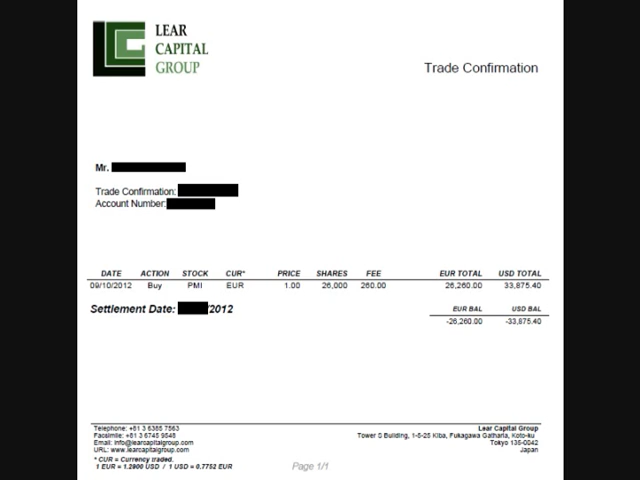 LEAR
CAPITAL
GROUP
Trade Confirmation
Mr.
Trade Confirmation:
Account Number:
DATE ACTION STOCK CUR* PRICE SHARES FEE EUR TOTAL USD TOTAL
09/10/2012 Buy PMI EUR 1.00 26,000 260.00 26,260.00 33,875.40
Settlement Date: /2012
EUR BAL USD BAL
-26,260.00 -33,875.40
Telephone: +81 3 6385 7563
Facsimile: +81 3 6745 9548
Email: info@learcapitalgroup.com
URL: www.learcapitalgroup.com
Lear Capital Group
Tower S Building, 1-5-25 Kiba, Fukagawa Gatharia, Koto-ku
Tokyo 135-0042
Japan
* CUR = Currency traded.
1 EUR = 1.2900 USD / 1 USD = 0.7752 EUR
Page 1/1